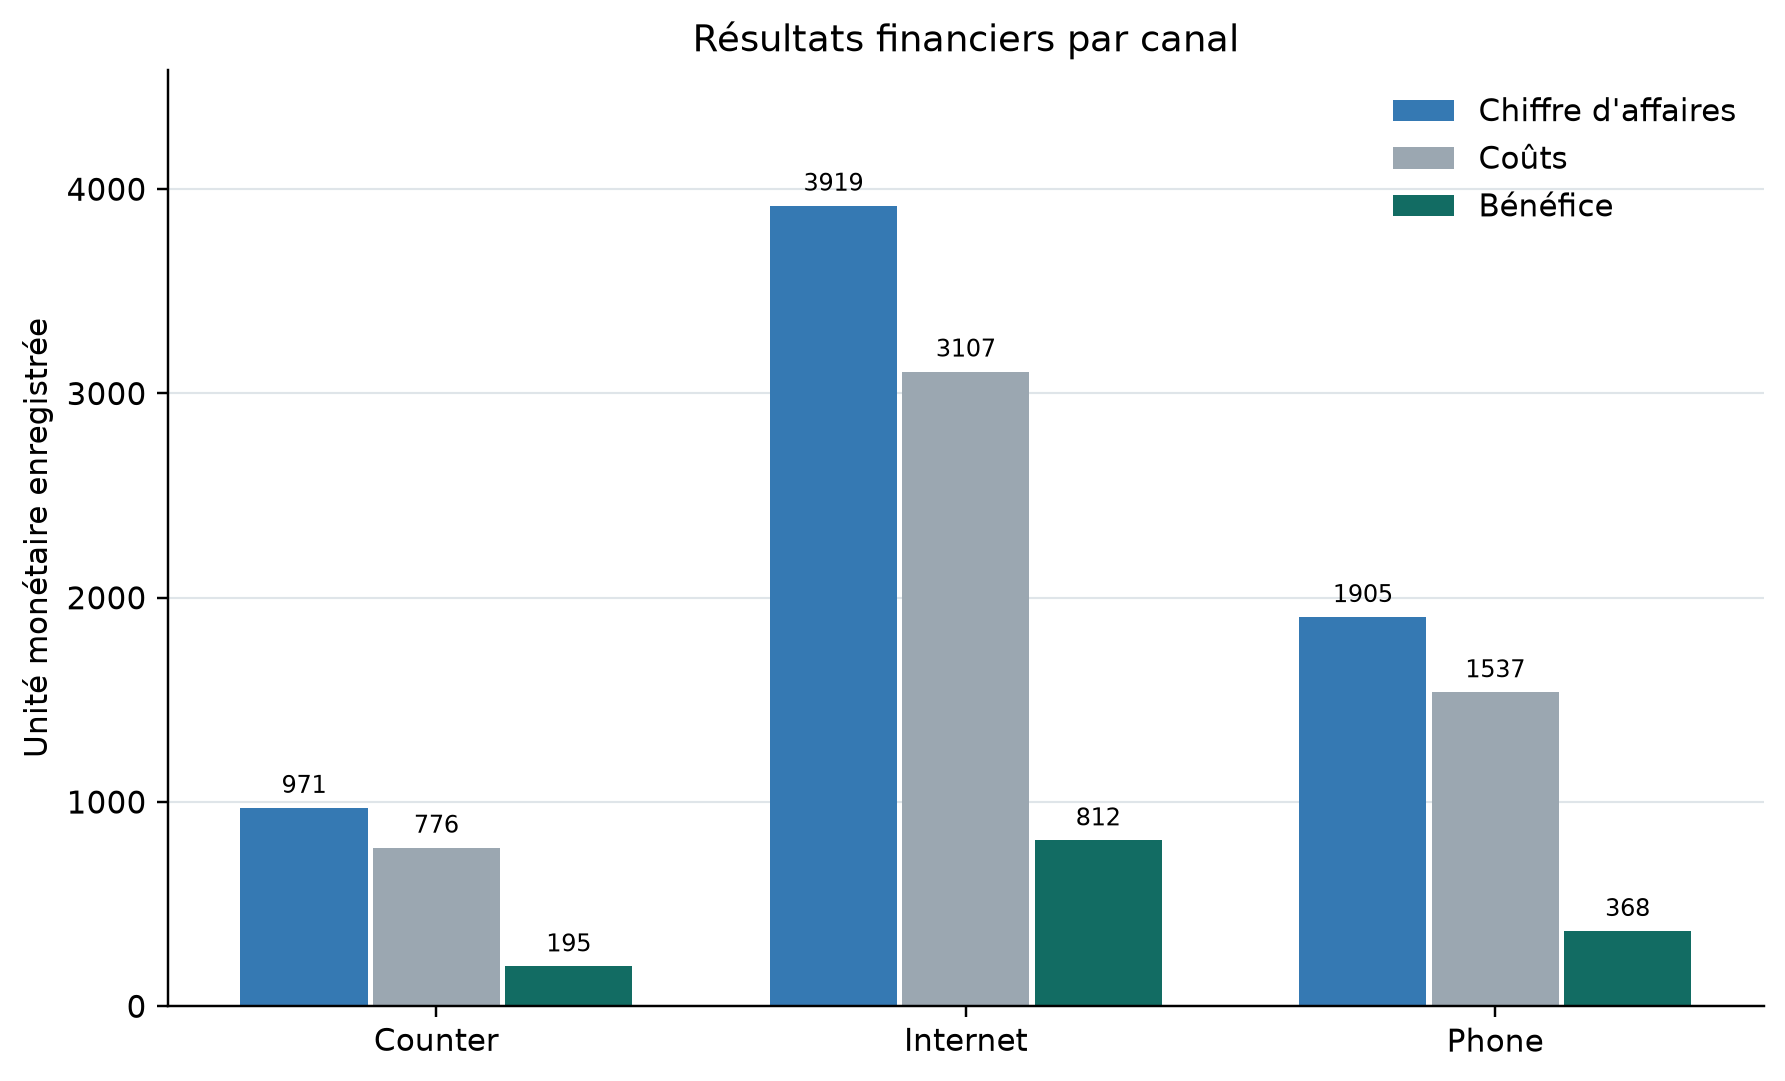 Résultats financiers par canal
Chiffre d'affaires
Coûts
Bénéfice
Unité monétaire enregistrée
4000
3000
2000
1000
0
971
776
195
3919
3107
812
1905
1537
368
Counter
Internet
Phone